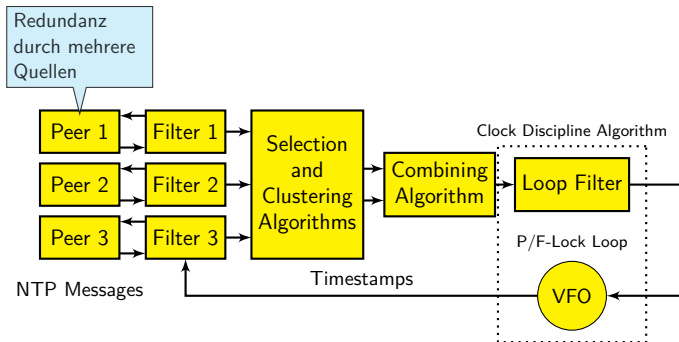 Redundanz
durch mehrere
Quellen
Peer 1
Filter 1
Peer 2
Filter 2
Peer 3
Filter 3
Selection
and
Clustering
Algorithms
Combining
Algorithm
Clock Discipline Algorithm
Loop Filter
P/F-Lock Loop
VFO
Timestamps
NTP Messages